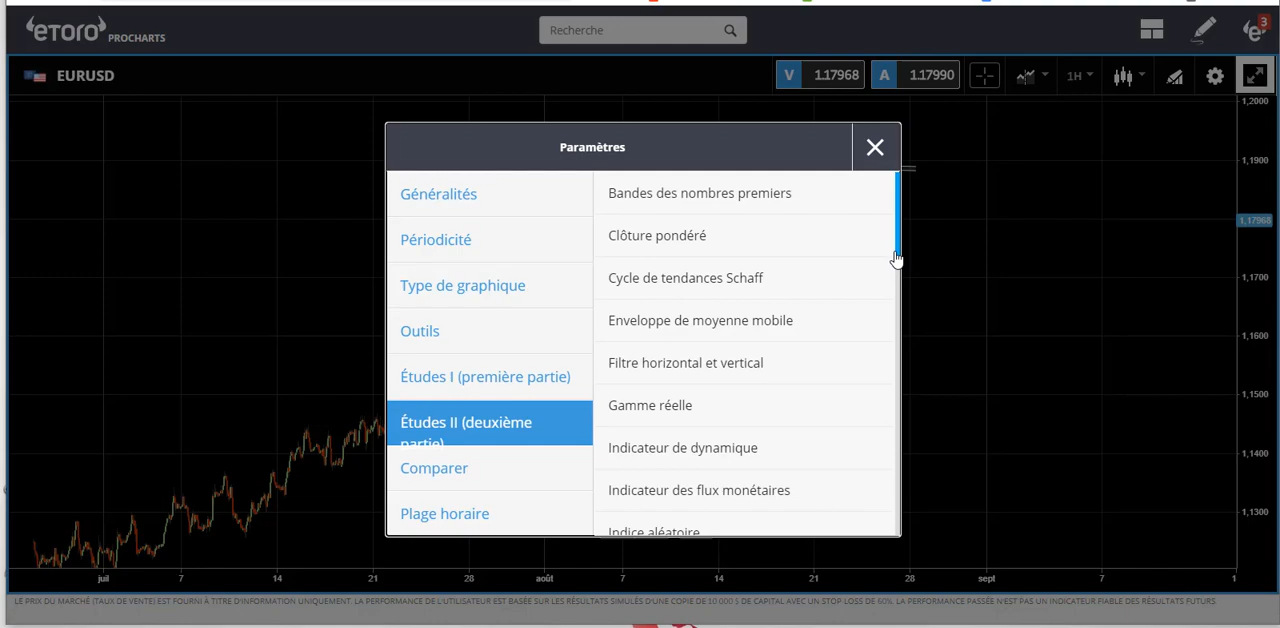 eToro PROCHARTS
Recherche
3
EURUSD
V 1.17968
A 1.17990
1H
1,2000
1,1900
1,17968
1,1700
1,1600
1,1500
1,1400
1,1300
Paramètres
Généralités
Périodicité
Type de graphique
Outils
Études I (première partie)
Études II (deuxième
partie)
Comparer
Plage horaire
Bandes des nombres premiers
Clôture pondéré
Cycle de tendances Schaff
Enveloppe de moyenne mobile
Filtre horizontal et vertical
Gamme réelle
Indicateur de dynamique
Indicateur des flux monétaires
Indice aléatoire
juil 7 14 21 28 août 7 14 21 28 sept 7 1
LE PRIX DU MARCHÉ (TAUX DE VENTE) EST FOURNI À TITRE D'INFORMATION UNIQUEMENT. LA PERFORMANCE DE L'UTILISATEUR EST BASÉE SUR LES RÉSULTATS SIMULÉS D'UNE COPIE DE 10 000 $ DE CAPITAL AVEC UN STOP-LOSS DE 60%. LA PERFORMANCE PASSÉE N'EST PAS UN INDICATEUR FIABLE DES RÉSULTATS FUTURS